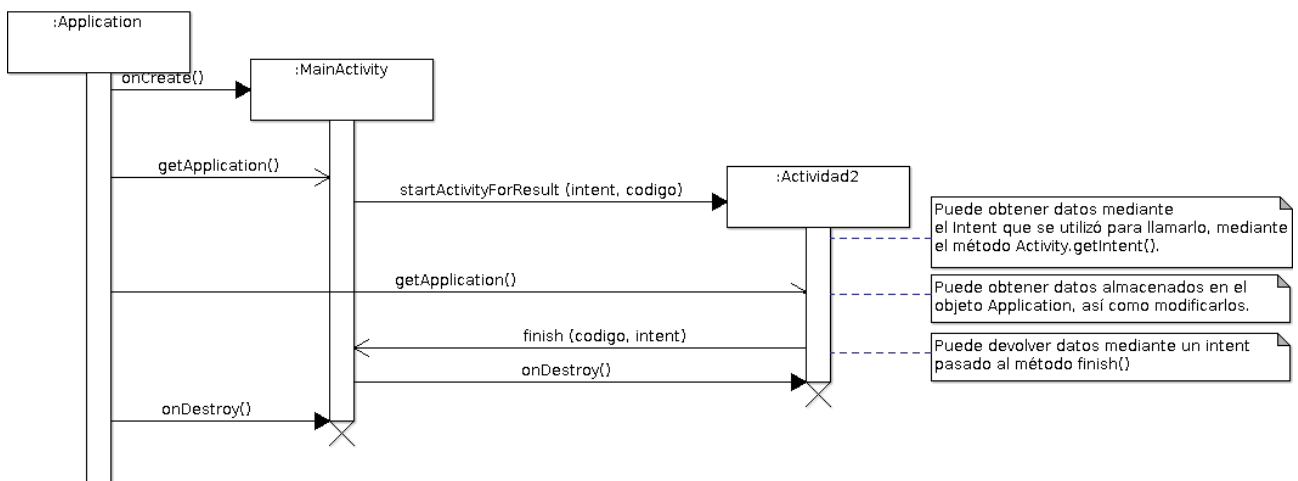 :Application
onCreate()
:MainActivity
getApplication()
startActivityForResult (intent, codigo)
:Actividad2
Puede obtener datos mediante
el Intent que se utilizó para llamarlo, mediante
el método Activity.getIntent().
getApplication()
Puede obtener datos almacenados en el
objeto Application, así como modificarlos.
finish (codigo, intent)
Puede devolver datos mediante un intent
pasado al método finish()
onDestroy()
onDestroy()